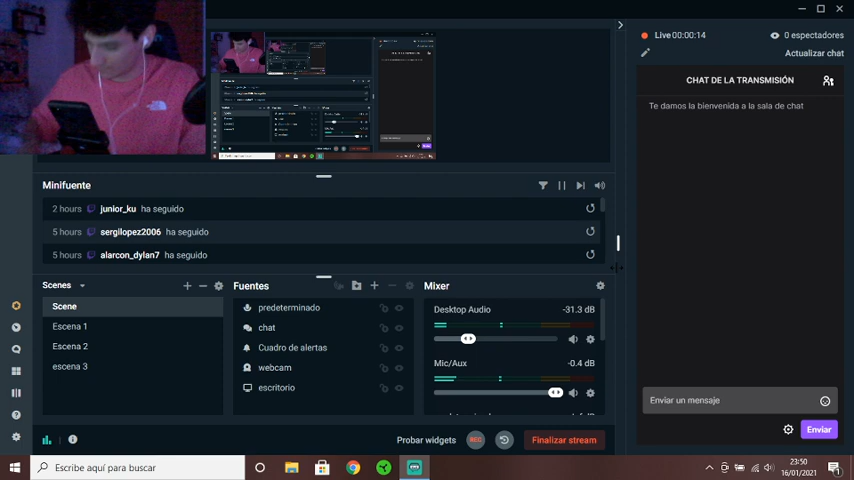 Live 00:00:14
0 espectadores
Actualizar chat
CHAT DE LA TRANSMISIÓN
Te damos la bienvenida a la sala de chat
Minifuente
2 hours junior_ku ha seguido
5 hours sergilopez2006 ha seguido
5 hours alarcon_dylan7 ha seguido
Scenes
Scene
Escena 1
Escena 2
escena 3
Fuentes
predeterminado
chat
Cuadro de alertas
webcam
escritorio
Mixer
Desktop Audio -31.3 dB
Mic/Aux -0.4 dB
Enviar un mensaje
Enviar
Probar widgets
REC
Finalizar stream
Escribe aquí para buscar
23:50
16/01/2021
1